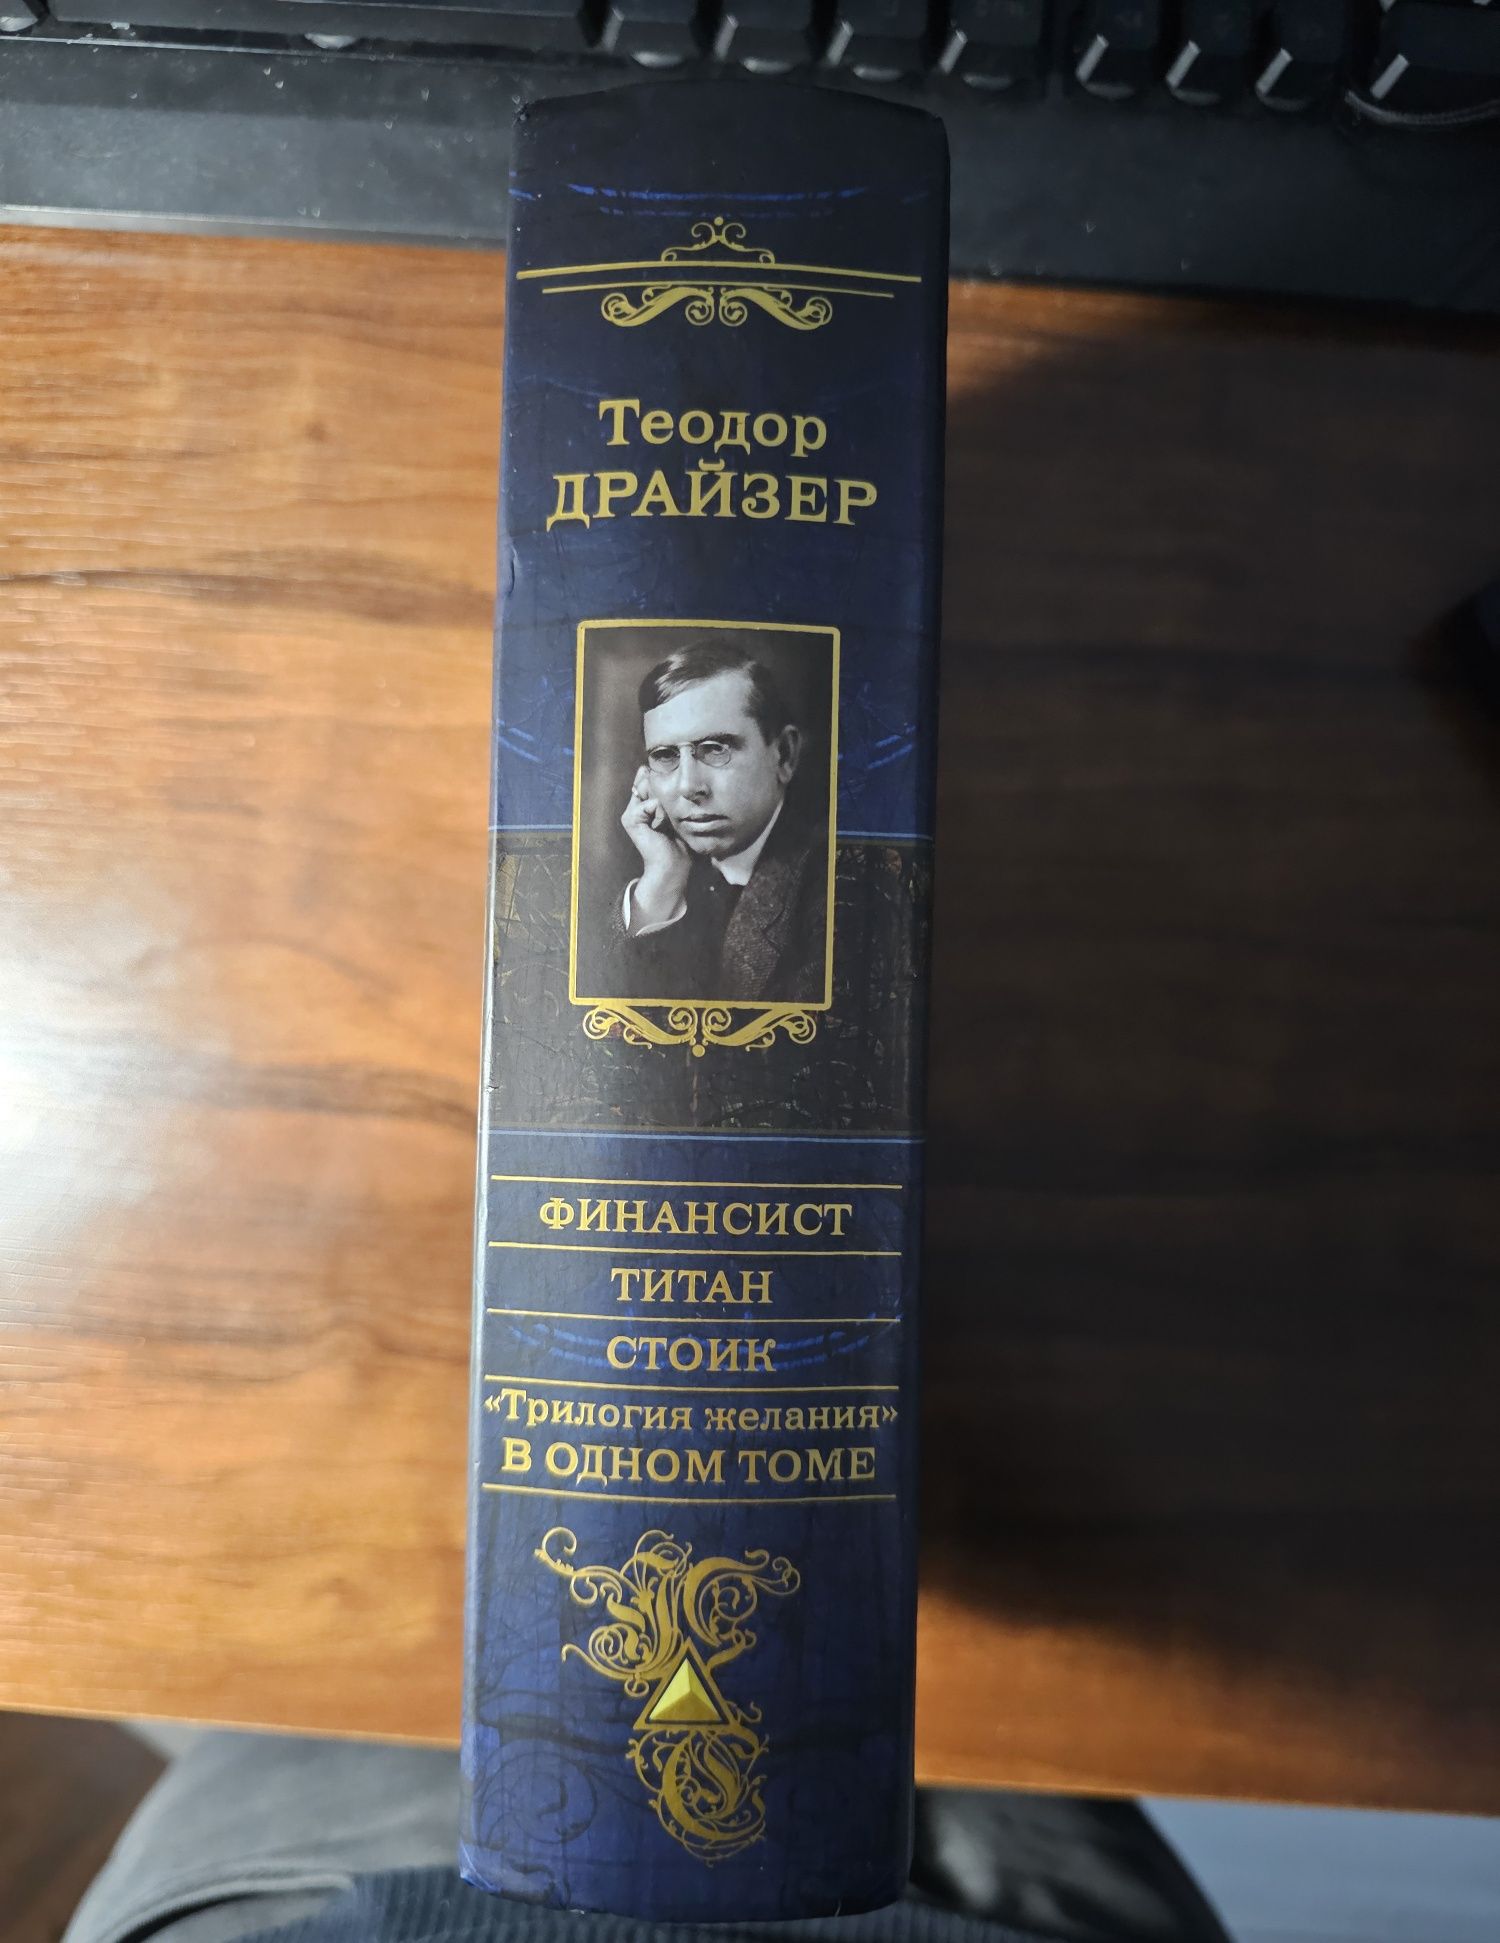 Теодор
ДРАЙЗЕР
ФИНАНСИСТ
ТИТАН
СТОИК
«Трилогия желания»
В ОДНОМ ТОМЕ